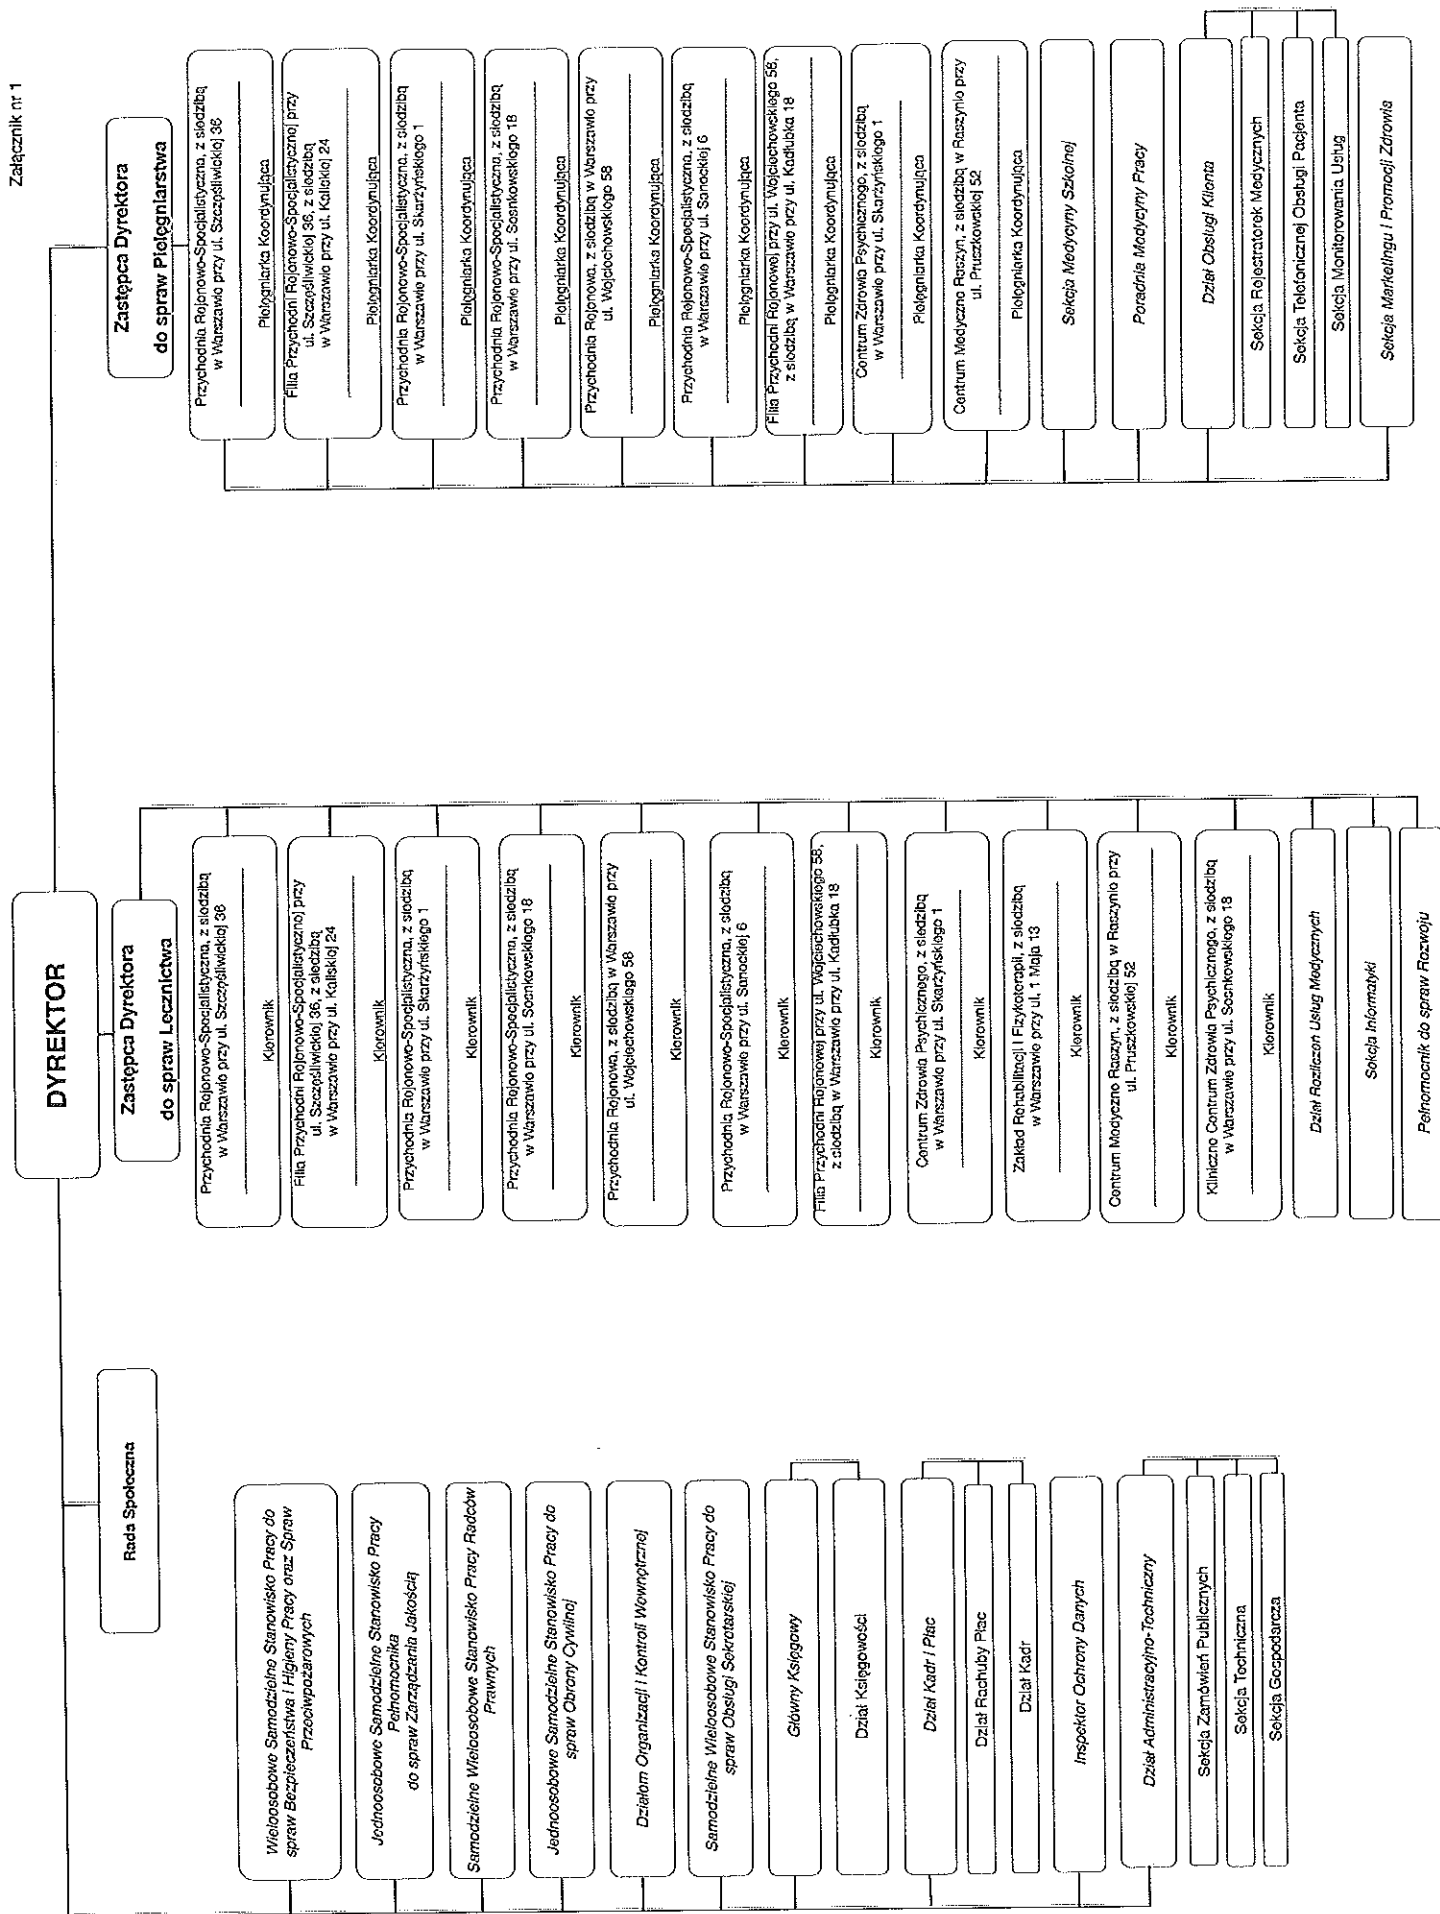 Załącznik nr 1
DYREKTOR
Rada Społeczna
Wieloosobowe Samodzielne Stanowisko Pracy do
spraw Bezpieczeństwa i Higieny Pracy oraz Spraw
Przeciwpożarowych
Jednoosobowe Samodzielne Stanowisko Pracy
Pełnomocnika
do spraw Zarządzania Jakością
Samodzielne Wieloosobowe Stanowisko Pracy Radców
Prawnych
Jednoosobowe Samodzielne Stanowisko Pracy do
spraw Obrony Cywilnej
Działem Organizacji i Kontroli Wewnętrznej
Samodzielne Wieloosobowe Stanowisko Pracy do
spraw Obsługi Sekretarskiej
Główny Księgowy
Dział Księgowości
Dział Kadr i Płac
Dział Rachuby Płac
Dział Kadr
Inspektor Ochrony Danych
Dział Administracyjno-Techniczny
Sekcja Zamówień Publicznych
Sekcja Techniczna
Sekcja Gospodarcza
Zastępca Dyrektora
do spraw Lecznictwa
Przychodnia Rejonowo-Specjalistyczna, z siedzibą
w Warszawie przy ul. Szczęśliwickiej 36
Kierownik
Filia Przychodni Rejonowo-Specjalistycznej przy
ul. Szczęśliwickiej 36, z siedzibą
w Warszawie przy ul. Kaliskiej 24
Kierownik
Przychodnia Rejonowo-Specjalistyczna, z siedzibą
w Warszawie przy ul. Skarżyńskiego 1
Kierownik
Przychodnia Rejonowo-Specjalistyczna, z siedzibą
w Warszawie przy ul. Sosnkowskiego 18
Kierownik
Przychodnia Rejonowa, z siedzibą w Warszawie przy
ul. Wojciechowskiego 58
Kierownik
Przychodnia Rejonowo-Specjalistyczna, z siedzibą
w Warszawie przy ul. Sanockiej 6
Kierownik
Filia Przychodni Rejonowej przy ul. Wojciechowskiego 58,
z siedzibą w Warszawie przy ul. Kadłubka 18
Kierownik
Centrum Zdrowia Psychicznego, z siedzibą
w Warszawie przy ul. Skarżyńskiego 1
Kierownik
Zakład Rehabilitacji i Fizykoterapii, z siedzibą
w Warszawie przy ul. 1 Maja 13
Kierownik
Centrum Medyczne Raszyn, z siedzibą w Raszynie przy
ul. Pruszkowskiej 52
Kierownik
Kliniczne Centrum Zdrowia Psychicznego, z siedzibą
w Warszawie przy ul. Sosnkowskiego 18
Kierownik
Dział Rozliczeń Usług Medycznych
Sekcja Informatyki
Pełnomocnik do spraw Rozwoju
Zastępca Dyrektora
do spraw Pielęgniarstwa
Przychodnia Rejonowo-Specjalistyczna, z siedzibą
w Warszawie przy ul. Szczęśliwickiej 36
Pielęgniarka Koordynująca
Filia Przychodni Rejonowo-Specjalistycznej przy
ul. Szczęśliwickiej 36, z siedzibą
w Warszawie przy ul. Kaliskiej 24
Pielęgniarka Koordynująca
Przychodnia Rejonowo-Specjalistyczna, z siedzibą
w Warszawie przy ul. Skarżyńskiego 1
Pielęgniarka Koordynująca
Przychodnia Rejonowo-Specjalistyczna, z siedzibą
w Warszawie przy ul. Sosnkowskiego 18
Pielęgniarka Koordynująca
Przychodnia Rejonowa, z siedzibą w Warszawie przy
ul. Wojciechowskiego 58
Pielęgniarka Koordynująca
Przychodnia Rejonowo-Specjalistyczna, z siedzibą
w Warszawie przy ul. Sanockiej 6
Pielęgniarka Koordynująca
Filia Przychodni Rejonowej przy ul. Wojciechowskiego 58,
z siedzibą w Warszawie przy ul. Kadłubka 18
Pielęgniarka Koordynująca
Centrum Zdrowia Psychicznego, z siedzibą
w Warszawie przy ul. Skarżyńskiego 1
Pielęgniarka Koordynująca
Centrum Medyczne Raszyn, z siedzibą w Raszynie przy
ul. Pruszkowskiej 52
Pielęgniarka Koordynująca
Sekcja Medycyny Szkolnej
Poradnia Medycyny Pracy
Dział Obsługi Klienta
Sekcja Rejestratorek Medycznych
Sekcja Telefonicznej Obsługi Pacjenta
Sekcja Monitorowania Usług
Sekcja Marketingu i Promocji Zdrowia